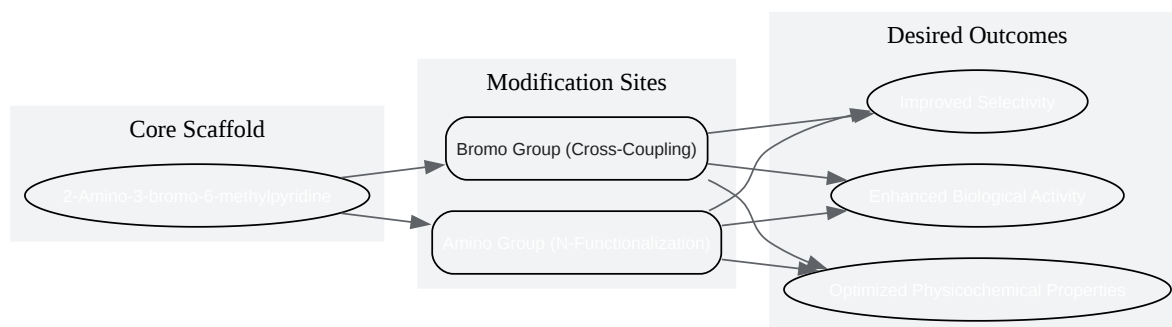 Core Scaffold
2-Amino-3-bromo-6-methylpyridine
Modification Sites
Bromo Group (Cross-Coupling)
Amino Group (N-Functionalization)
Desired Outcomes
Improved Selectivity
Enhanced Biological Activity
Optimized Physicochemical Properties